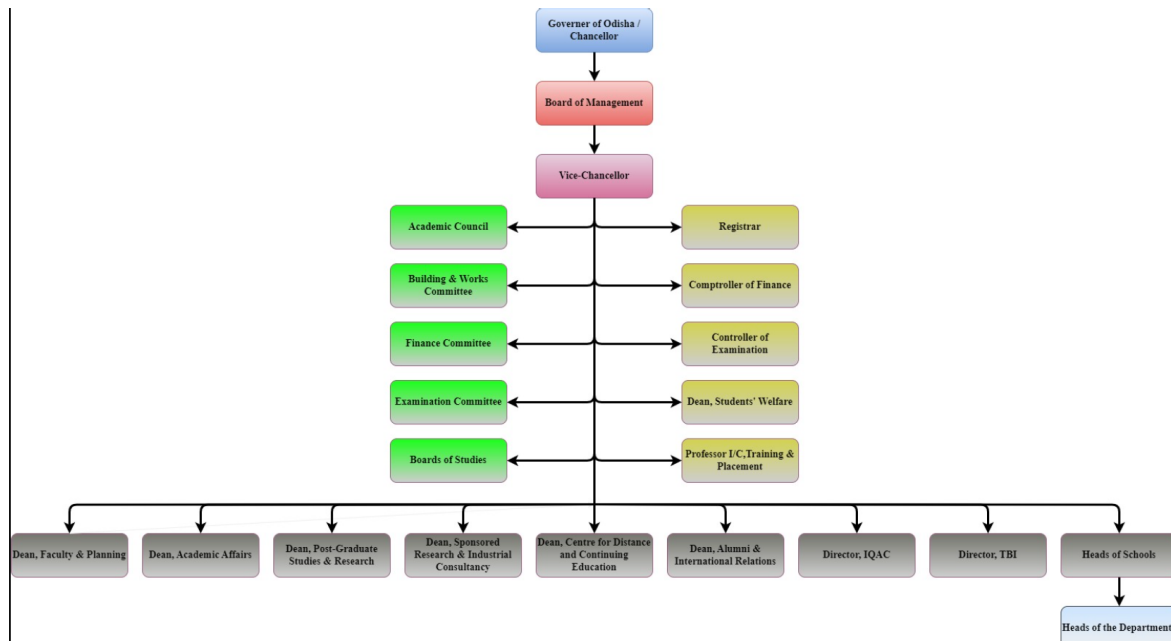 Governer of Odisha /
Chancellor
Board of Management
Vice-Chancellor
Academic Council
Registrar
Building & Works
Committee
Comptroller of Finance
Finance Committee
Controller of
Examination
Examination Committee
Dean, Students' Welfare
Boards of Studies
Professor I/C,Training &
Placement
Dean, Faculty & Planning
Dean, Academic Affairs
Dean, Post-Graduate
Studies & Research
Dean, Sponsored
Research & Industrial
Consultancy
Dean, Centre for Distance
and Continuing
Education
Dean, Alumni &
International Relations
Director, IQAC
Director, TBI
Heads of Schools
Heads of the Department